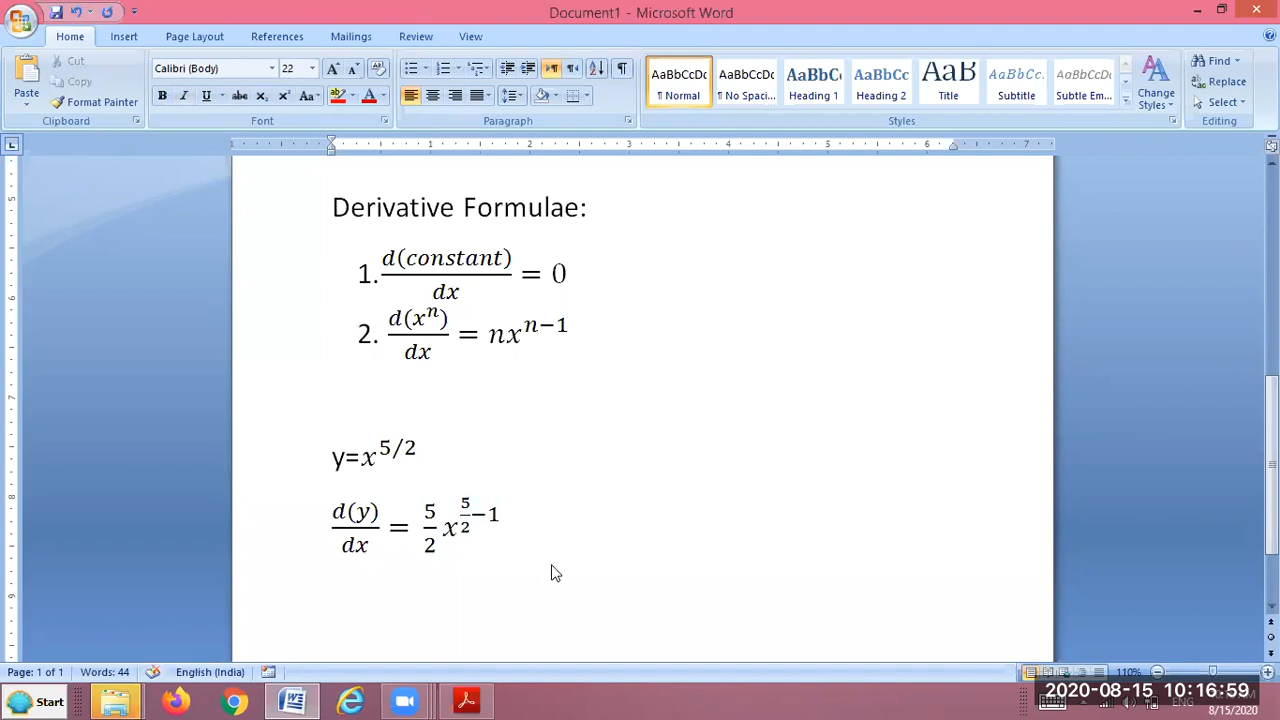 Document1 - Microsoft Word
Home Insert Page Layout References Mailings Review View
Paste Cut Copy Format Painter
Calibri (Body) 22
AaBbCcDc AaBbCcDc AaBbC AaBbCc AaB AaBbCc. AaBbCcDc
¶ Normal ¶ No Spaci... Heading 1 Heading 2 Title Subtitle Subtle Em...
Change Styles
Find Replace Select
Clipboard Font Paragraph Styles Editing
Derivative Formulae:
1. d(constant)/dx = 0
2. d(xⁿ)/dx = nxⁿ⁻¹
y=x^{5/2}
d(y)/dx = 5/2 x^{5/2−1}
Page: 1 of 1 Words: 44 English (India) 110%
Start
2020-08-15 10:16:59
8/15/2020